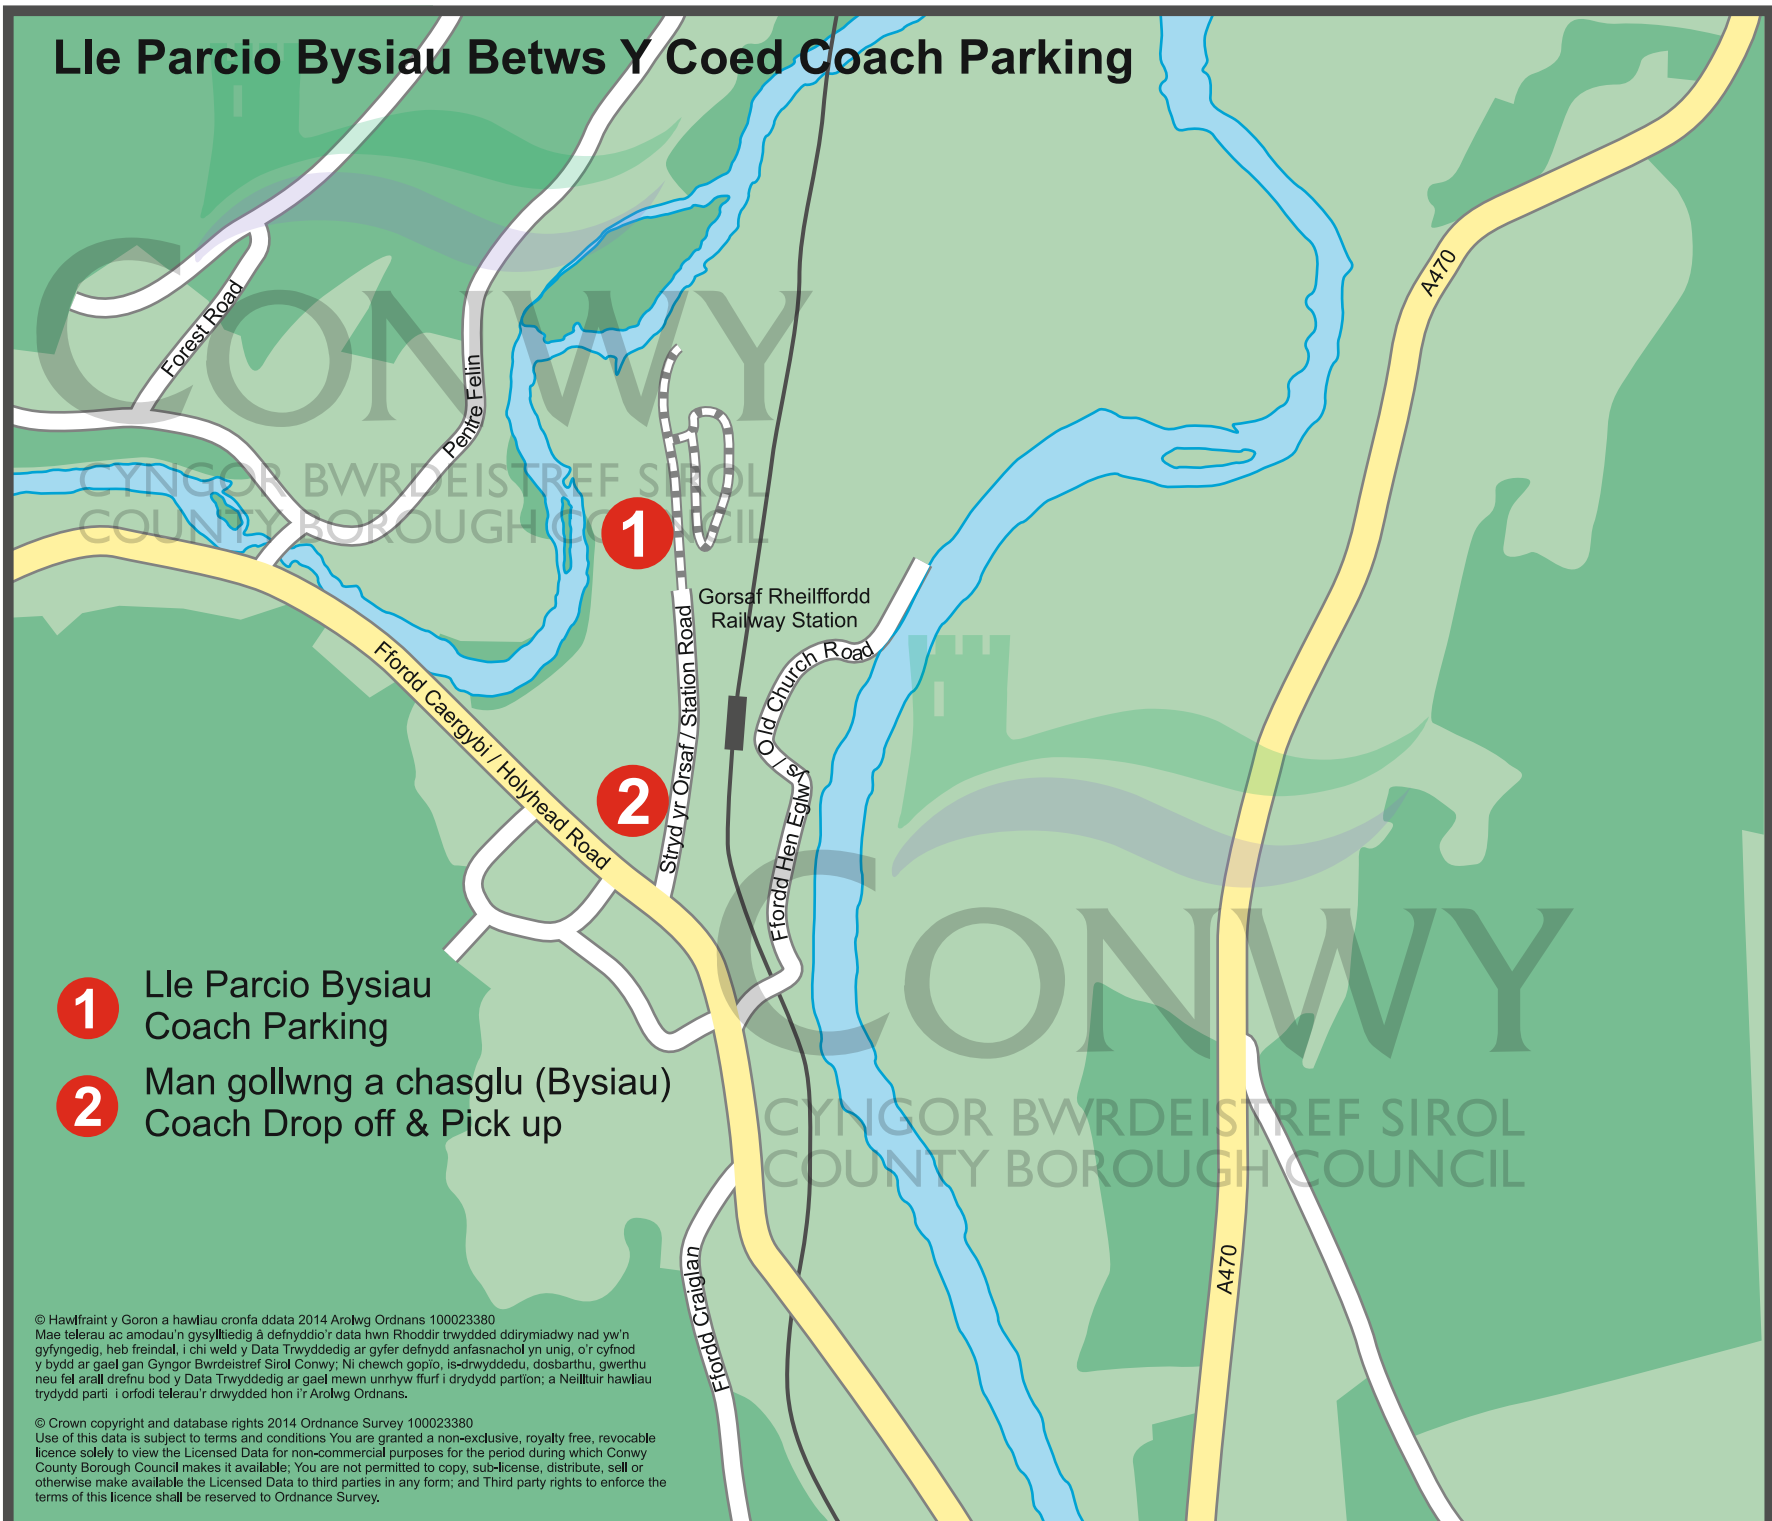 Lle Parcio Bysiau Betws Y Coed Coach Parking
A470
Forest Road
Pentre Felin
CONWY
CYNGOR BWRDEISTREF SIROL
COUNTY BOROUGH COUNCIL
1
Gorsaf Rheilffordd
Railway Station
Ffordd Caergybi / Holyhead Road
Stryd yr Orsaf / Station Road
Ffordd Hen Eglwys / Old Church Road
2
CONWY
CYNGOR BWRDEISTREF SIROL
COUNTY BOROUGH COUNCIL
1
Lle Parcio Bysiau
Coach Parking
2
Man gollwng a chasglu (Bysiau)
Coach Drop off & Pick up
A470
Ffordd Craiglan
© Hawlfraint y Goron a hawliau cronfa ddata 2014 Arolwg Ordnans 100023380
Mae telerau ac amodau'n gysylltiedig â defnyddio'r data hwn Rhoddir trwydded ddirymiadwy nad yw'n
gyfyngedig, heb freindal, i chi weld y Data Trwyddedig ar gyfer defnydd anfasnachol yn unig, o'r cyfnod
y bydd ar gael gan Gyngor Bwrdeistref Sirol Conwy; Ni chewch gopïo, is-drwyddedu, dosbarthu, gwerthu
neu fel arall drefnu bod y Data Trwyddedig ar gael mewn unrhyw ffurf i drydydd partïon; a Neilltuir hawliau
trydydd parti i orfodi telerau'r drwydded hon i'r Arolwg Ordnans.
© Crown copyright and database rights 2014 Ordnance Survey 100023380
Use of this data is subject to terms and conditions You are granted a non-exclusive, royalty free, revocable
licence solely to view the Licensed Data for non-commercial purposes for the period during which Conwy
County Borough Council makes it available; You are not permitted to copy, sub-license, distribute, sell or
otherwise make available the Licensed Data to third parties in any form; and Third party rights to enforce the
terms of this licence shall be reserved to Ordnance Survey.